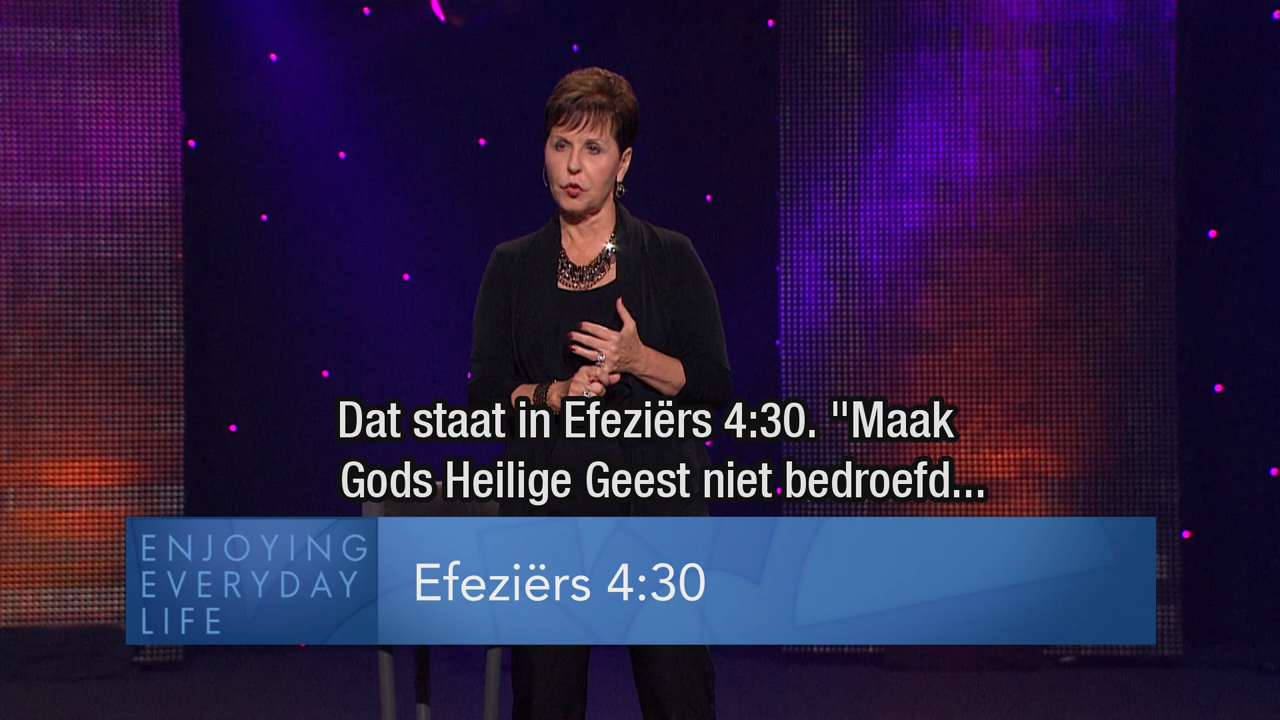 Dat staat in Efeziërs 4:30. "Maak
Gods Heilige Geest niet bedroefd...
ENJOYING
EVERYDAY
LIFE
Efeziërs 4:30